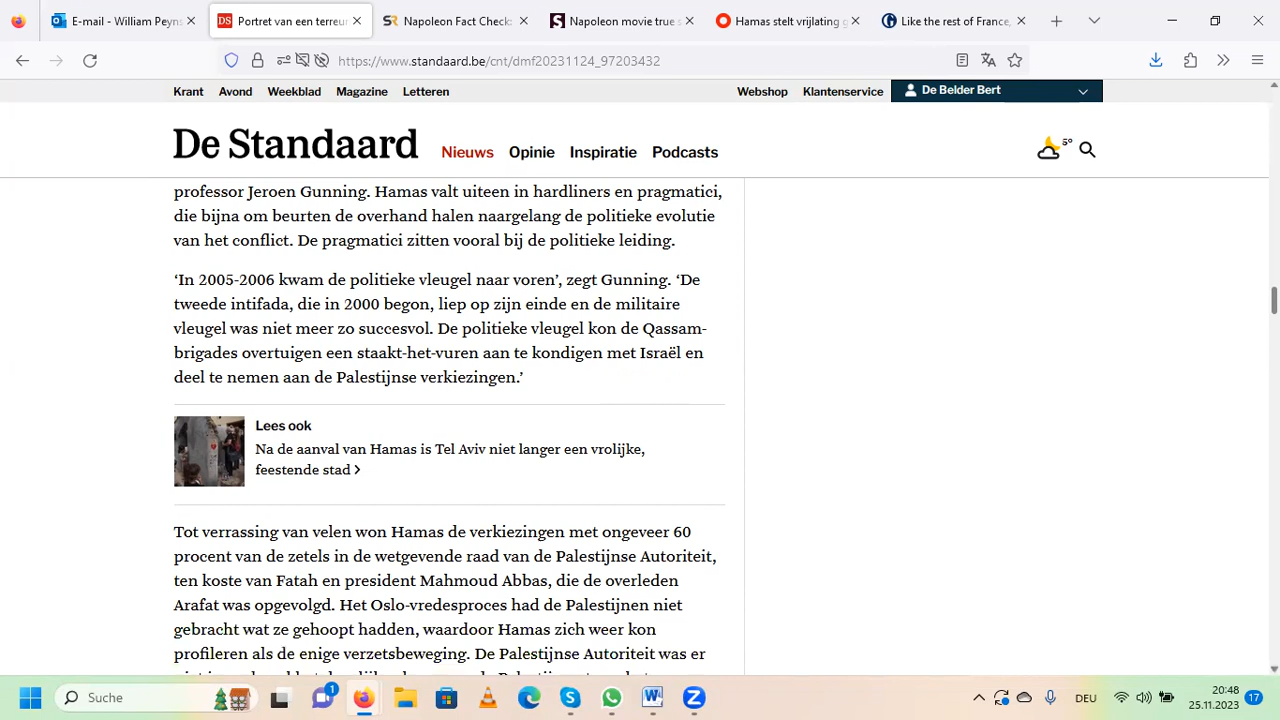 E-mail - William Peyns
Portret van een terreur
Napoleon Fact Check:
Napoleon movie true s
Hamas stelt vrijlating g
Like the rest of France,
https://www.standaard.be/cnt/dmf20231124_97203432
Krant Avond Weekblad Magazine Letteren Webshop Klantenservice De Belder Bert
De Standaard Nieuws Opinie Inspiratie Podcasts 5°
professor Jeroen Gunning. Hamas valt uiteen in hardliners en pragmatici,
die bijna om beurten de overhand halen naargelang de politieke evolutie
van het conflict. De pragmatici zitten vooral bij de politieke leiding.
‘In 2005-2006 kwam de politieke vleugel naar voren’, zegt Gunning. ‘De
tweede intifada, die in 2000 begon, liep op zijn einde en de militaire
vleugel was niet meer zo succesvol. De politieke vleugel kon de Qassam-
brigades overtuigen een staakt-het-vuren aan te kondigen met Israël en
deel te nemen aan de Palestijnse verkiezingen.’
Lees ook
Na de aanval van Hamas is Tel Aviv niet langer een vrolijke,
feestende stad
Tot verrassing van velen won Hamas de verkiezingen met ongeveer 60
procent van de zetels in de wetgevende raad van de Palestijnse Autoriteit,
ten koste van Fatah en president Mahmoud Abbas, die de overleden
Arafat was opgevolgd. Het Oslo-vredesproces had de Palestijnen niet
gebracht wat ze gehoopt hadden, waardoor Hamas zich weer kon
profileren als de enige verzetsbeweging. De Palestijnse Autoriteit was er
Suche 1 DEU 20:48
25.11.2023 17